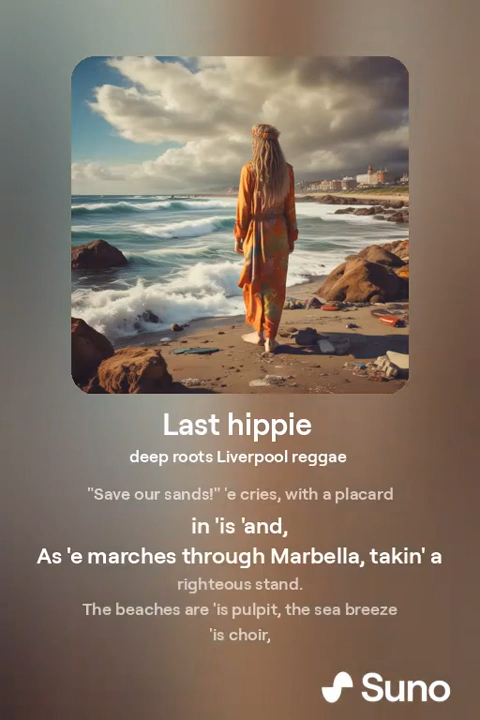 Last hippie
deep roots Liverpool reggae
"Save our sands!" 'e cries, with a placard
in 'is 'and,
As 'e marches through Marbella, takin' a
righteous stand.
The beaches are 'is pulpit, the sea breeze
'is choir,
Suno